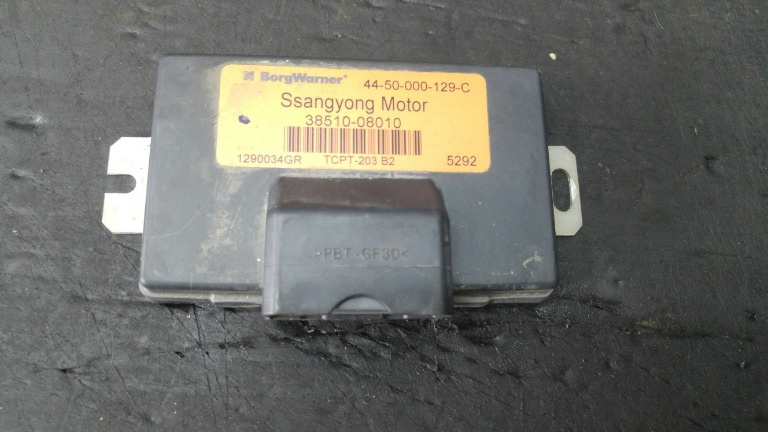 BorgWarner® 44-50-000-129-C
Ssangyong Motor
38510-08010
1290034GR TCPT-203 B2 5292
>PBT-GF30<